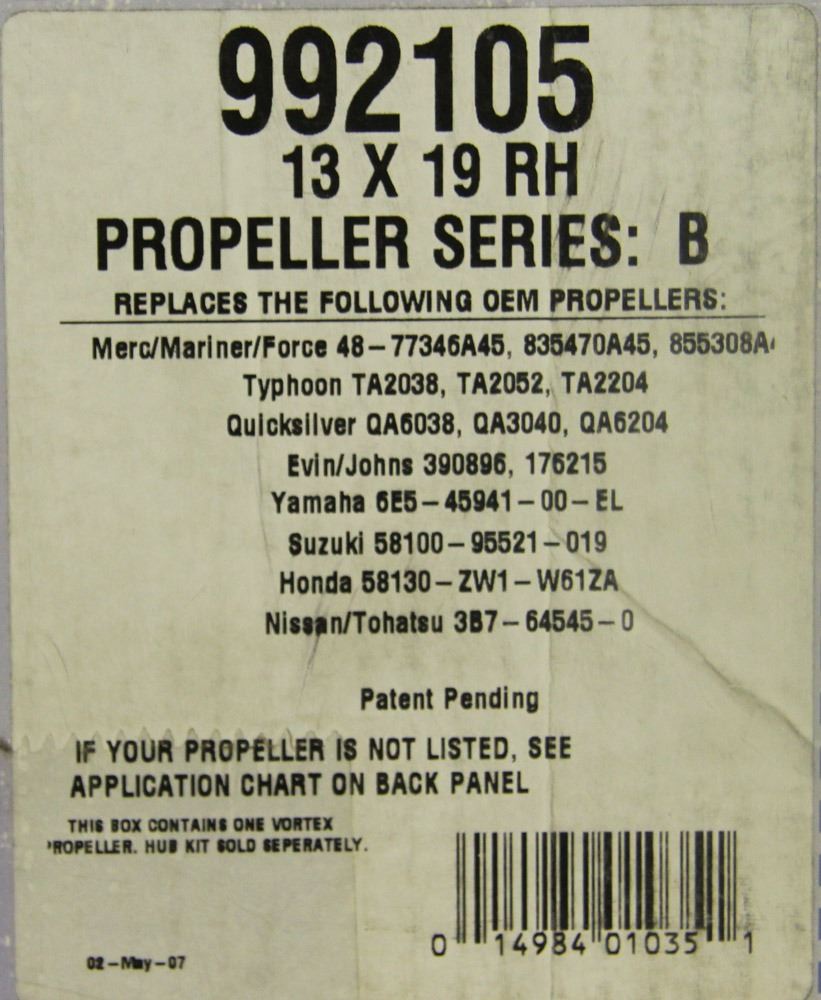 992105
13 X 19 RH
PROPELLER SERIES: B
REPLACES THE FOLLOWING OEM PROPELLERS:
Merc/Mariner/Force 48-77346A45, 835470A45, 855308A
Typhoon TA2038, TA2052, TA2204
Quicksilver QA6038, QA3040, QA6204
Evin/Johns 390896, 176215
Yamaha 6E5-45941-00-EL
Suzuki 58100-95521-019
Honda 58130-ZW1-W61ZA
Nissan/Tohatsu 3B7-64545-0
Patent Pending
IF YOUR PROPELLER IS NOT LISTED, SEE
APPLICATION CHART ON BACK PANEL
THIS BOX CONTAINS ONE VORTEX
ROPELLER. HUB KIT SOLD SEPERATELY.
02-May-07
0 14984 01035 1